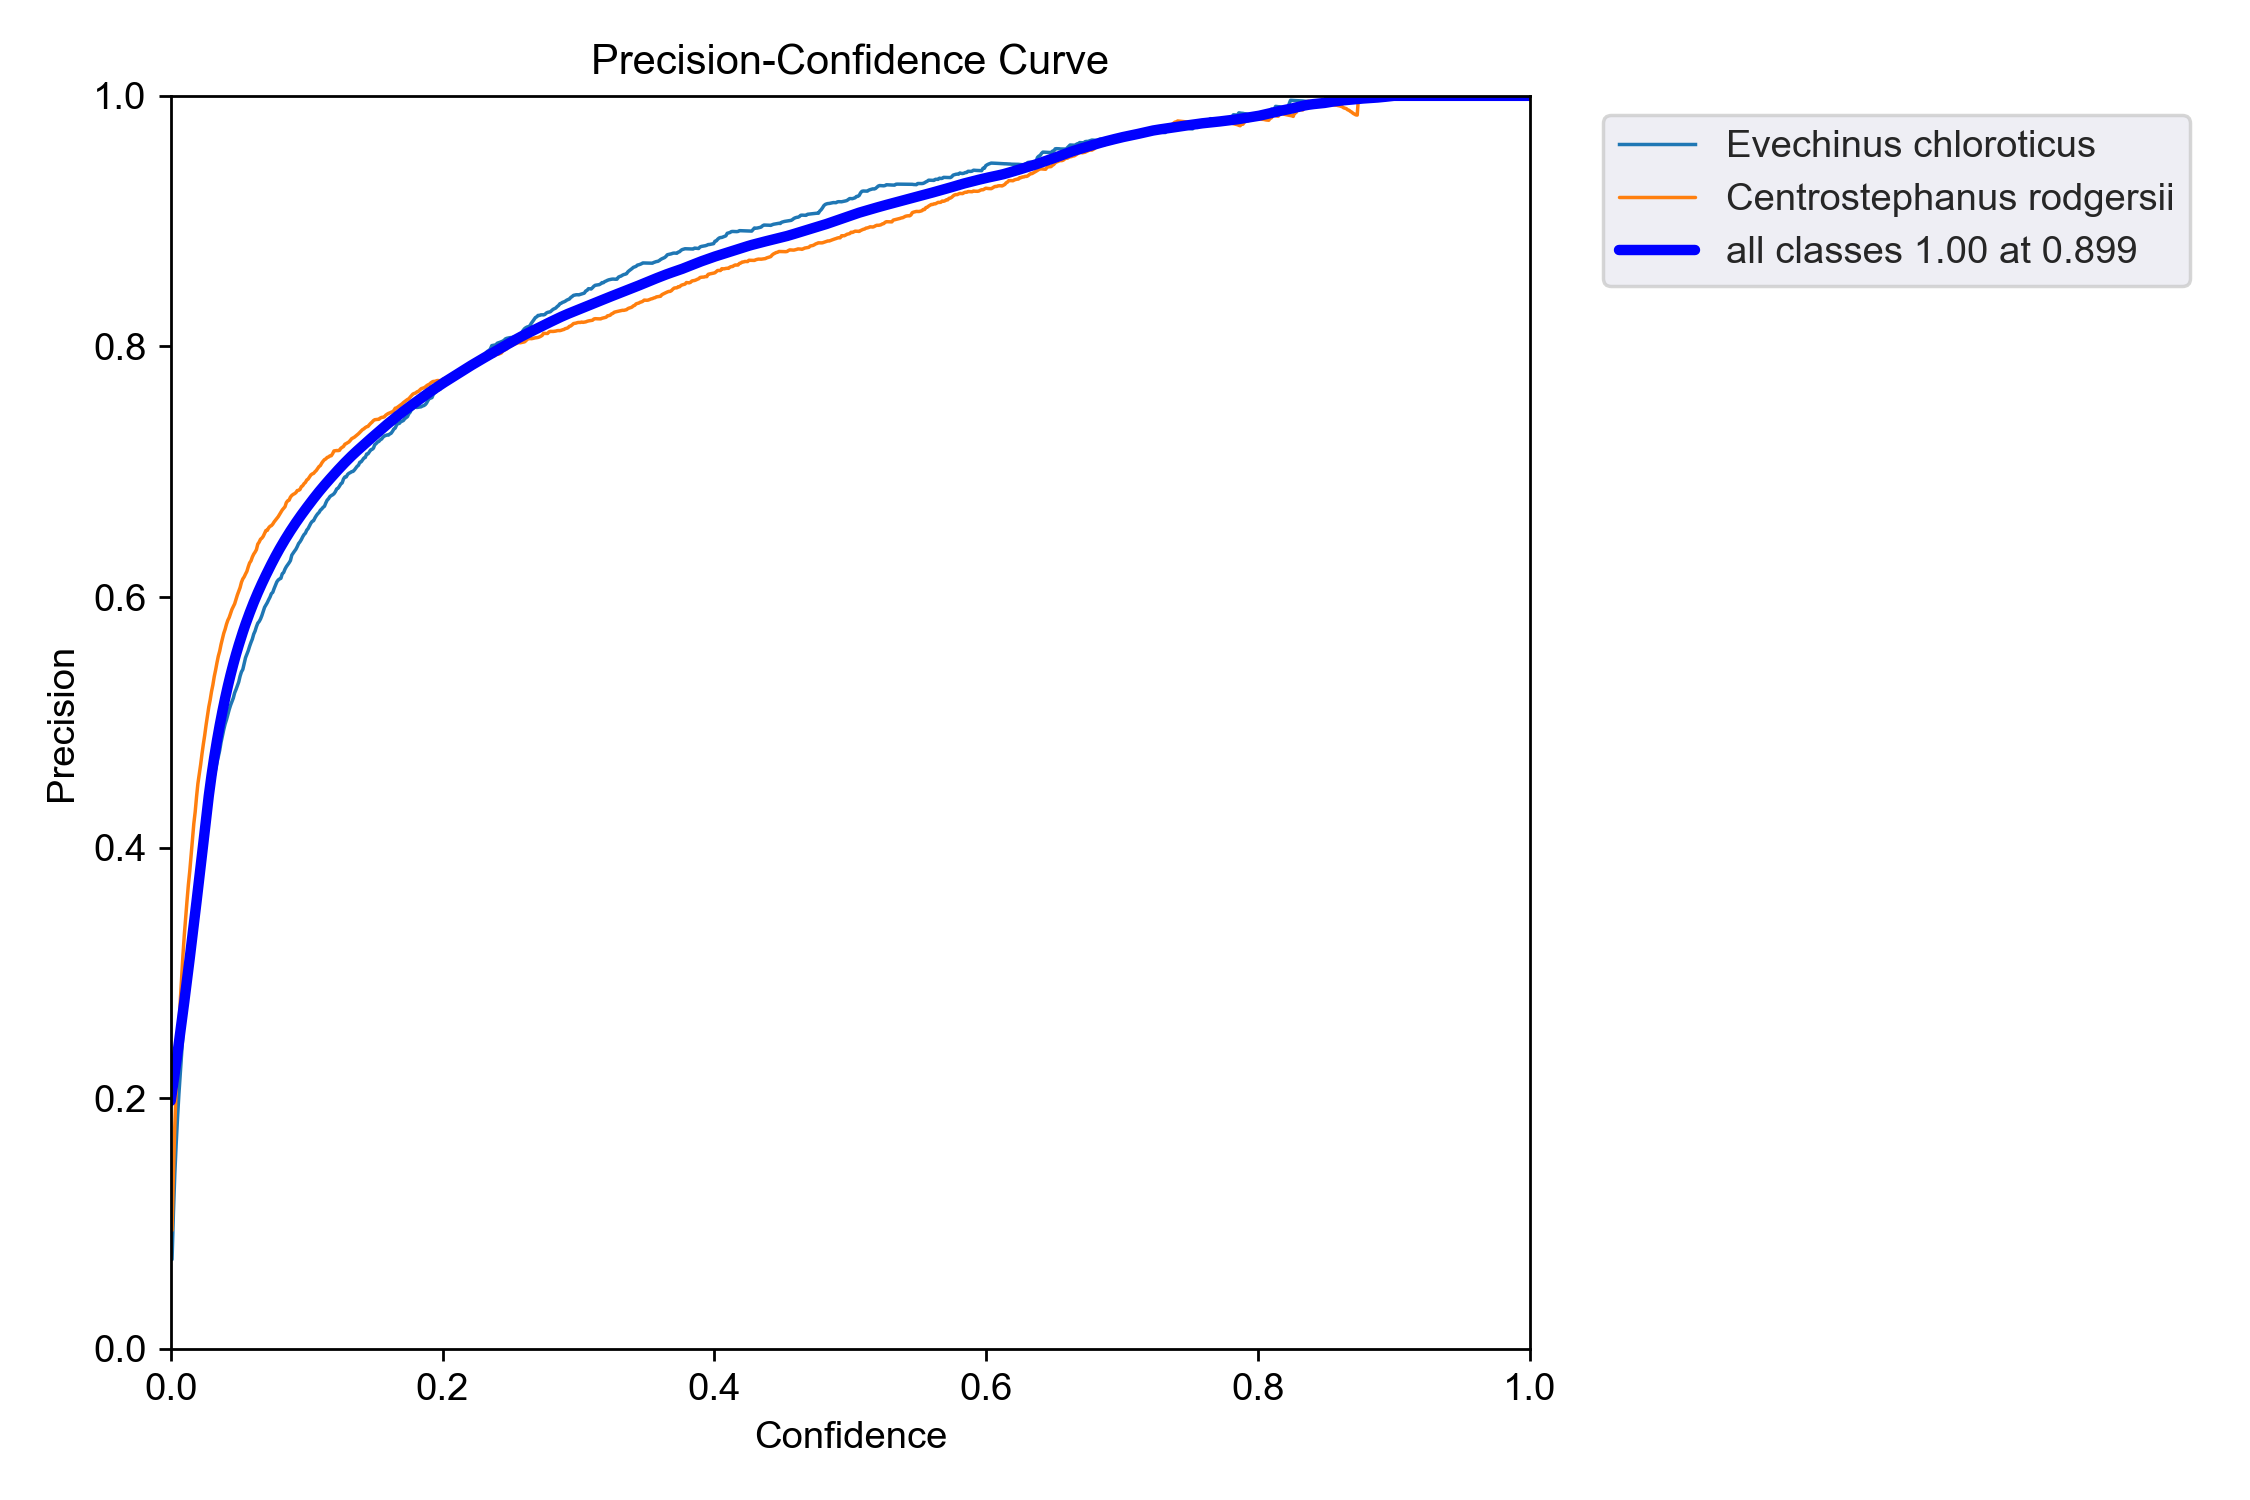 Precision-Confidence Curve
1.0
0.8
0.6
0.4
0.2
0.0
Precision
0.0 0.2 0.4 0.6 0.8 1.0
Confidence
Evechinus chloroticus
Centrostephanus rodgersii
all classes 1.00 at 0.899